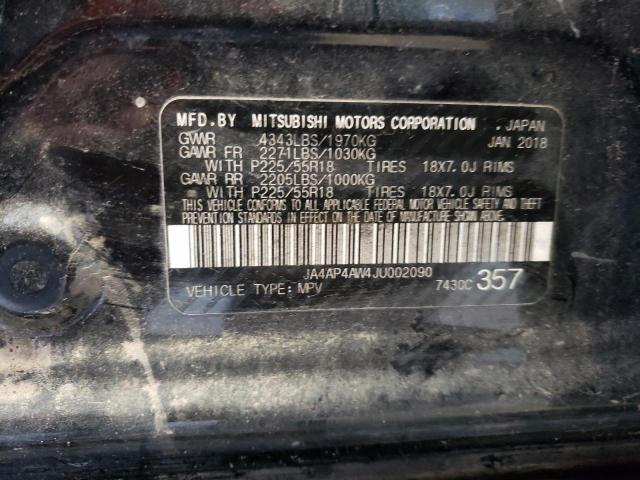 MFD.BY MITSUBISHI MOTORS CORPORATION , JAPAN
GVWR 4343LBS/1970KG JAN 2018
GAWR FR 2271LBS/1030KG
WITH P225/55R18 TIRES 18X7.0J RIMS
GAWR RR 2205LBS/1000KG
WITH P225/55R18 TIRES 18X7.0J RIMS
THIS VEHICLE CONFORMS TO ALL APPLICABLE FEDERAL MOTOR VEHICLE SAFETY AND THEFT
PREVENTION STANDARDS IN EFFECT ON THE DATE OF MANUFACTURE SHOWN ABOVE.
JA4AP4AW4JU002090
VEHICLE TYPE: MPV 7430C 357